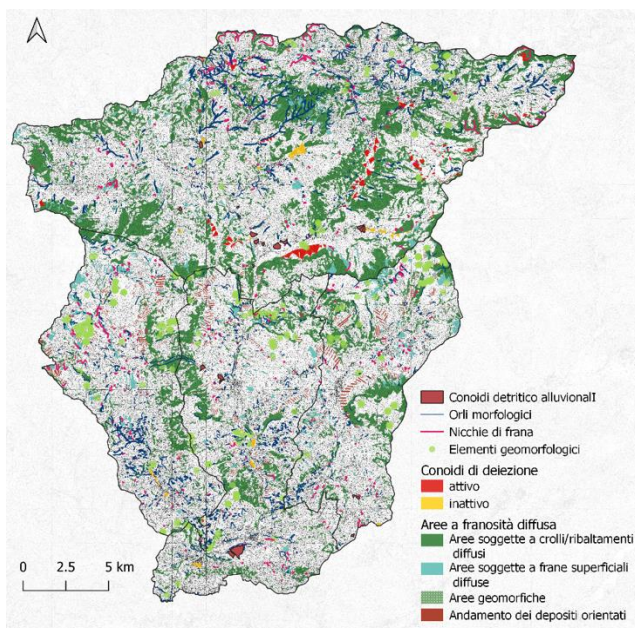 Conoidi detritico alluvionalI
Orli morfologici
Nicchie di frana
Elementi geomorfologici
Conoidi di deiezione
attivo
inattivo
Aree a franosità diffusa
Aree soggette a crolli/ribaltamenti
diffusi
Aree soggette a frane superficiali
diffuse
Aree geomorfiche
Andamento dei depositi orientati
0 2.5 5 km